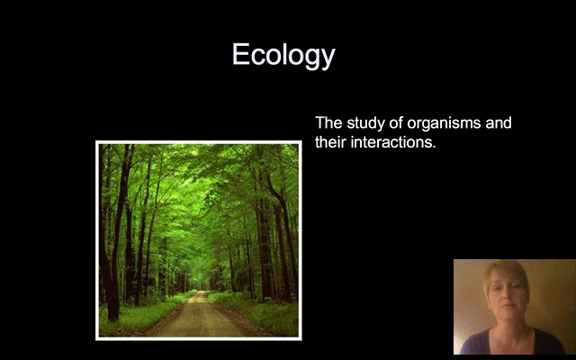 Ecology
The study of organisms and
their interactions.